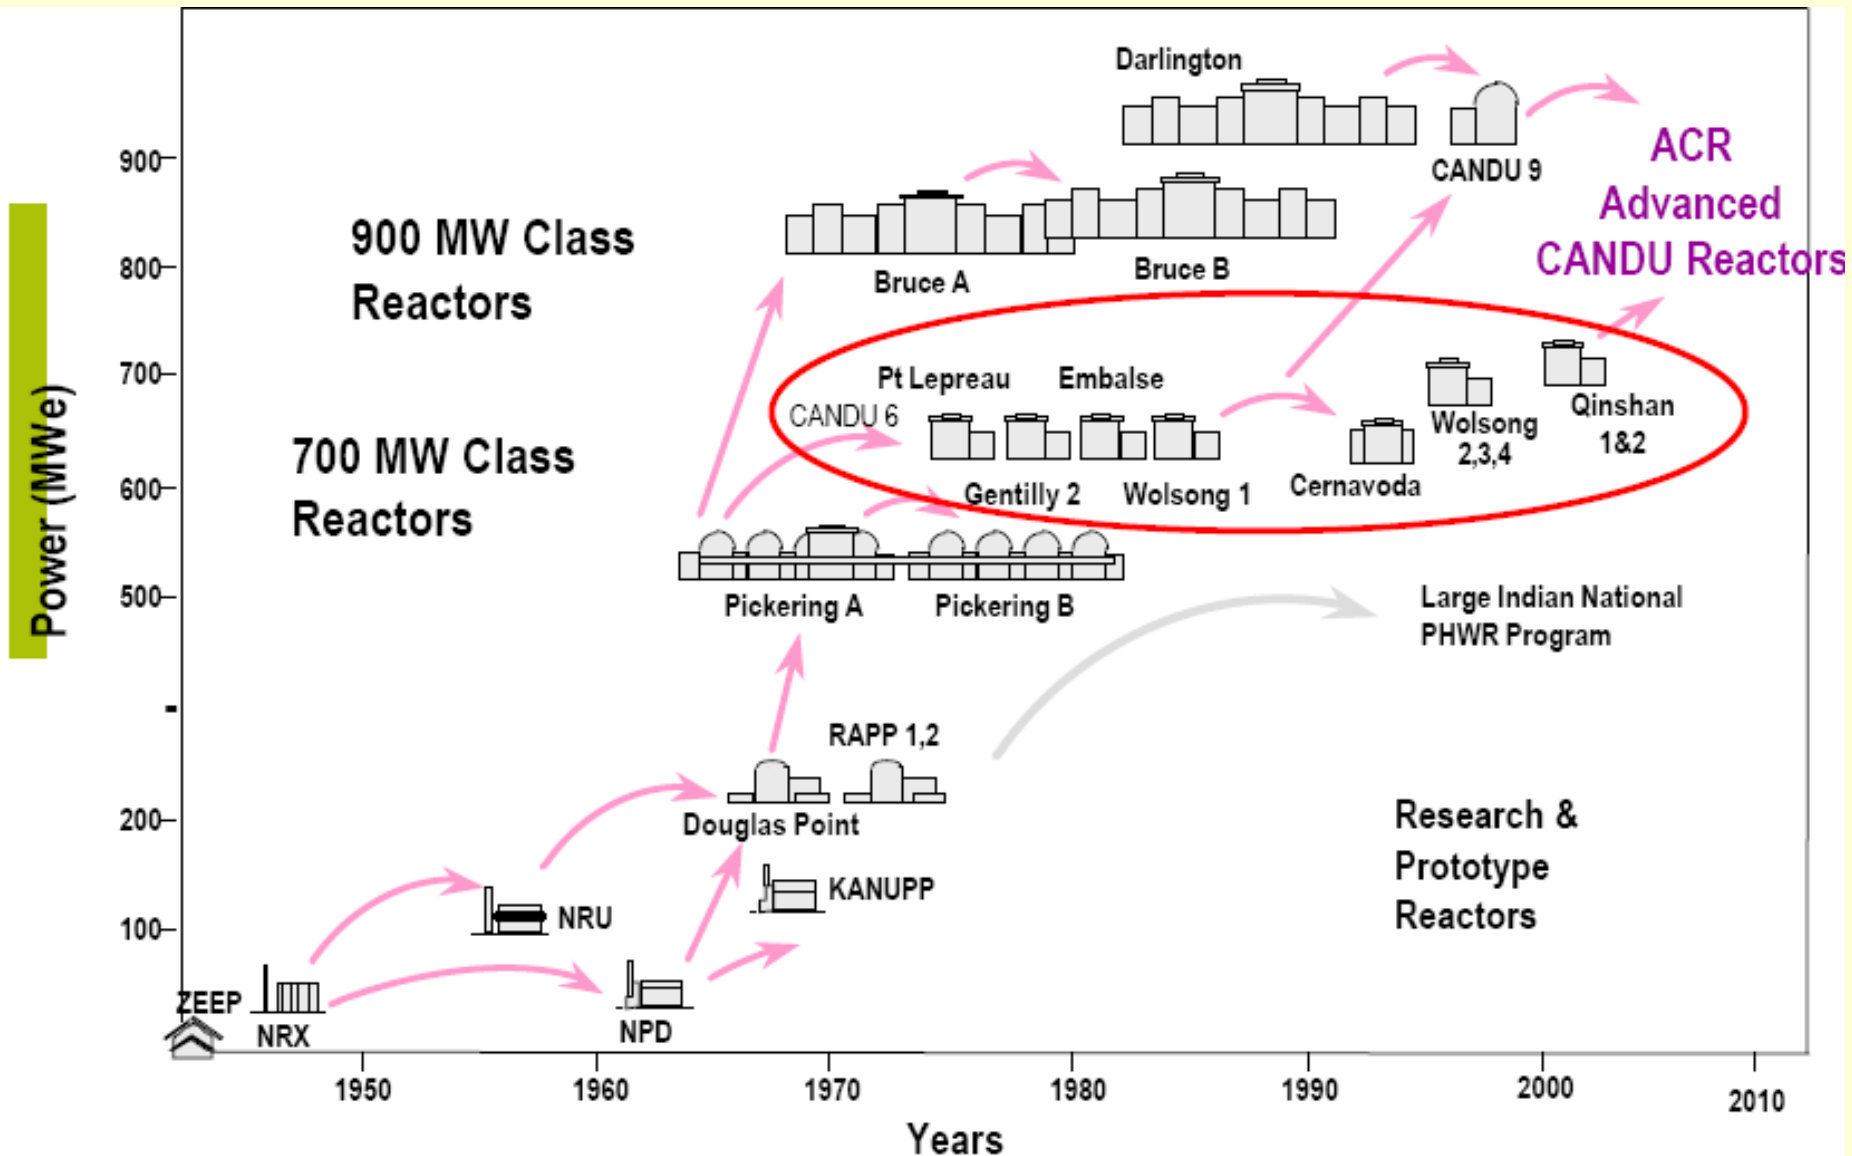 Darlington
900
CANDU 9
ACR
Advanced
CANDU Reactors
900 MW Class
Reactors
800
Bruce A
Bruce B
700
Pt Lepreau
Embalse
CANDU 6
Wolsong
2,3,4
Qinshan
1&2
700 MW Class
Reactors
600
Gentilly 2
Wolsong 1
Cernavoda
Power (MWe)
500
Pickering A
Pickering B
Large Indian National
PHWR Program
RAPP 1,2
200
Douglas Point
Research &
Prototype
Reactors
KANUPP
100
NRU
ZEEP
NRX
NPD
1950
1960
1970
1980
1990
2000
2010
Years